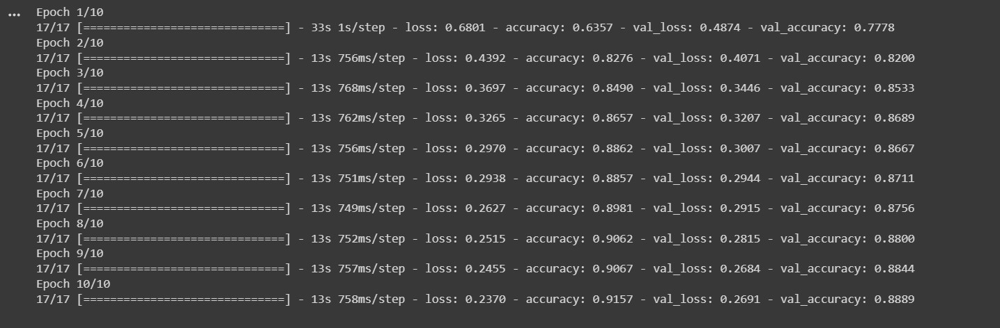 ... Epoch 1/10
17/17 [==============================] - 33s 1s/step - loss: 0.6801 - accuracy: 0.6357 - val_loss: 0.4874 - val_accuracy: 0.7778
Epoch 2/10
17/17 [==============================] - 13s 756ms/step - loss: 0.4392 - accuracy: 0.8276 - val_loss: 0.4071 - val_accuracy: 0.8200
Epoch 3/10
17/17 [==============================] - 13s 768ms/step - loss: 0.3697 - accuracy: 0.8490 - val_loss: 0.3446 - val_accuracy: 0.8533
Epoch 4/10
17/17 [==============================] - 13s 762ms/step - loss: 0.3265 - accuracy: 0.8657 - val_loss: 0.3207 - val_accuracy: 0.8689
Epoch 5/10
17/17 [==============================] - 13s 756ms/step - loss: 0.2970 - accuracy: 0.8862 - val_loss: 0.3007 - val_accuracy: 0.8667
Epoch 6/10
17/17 [==============================] - 13s 751ms/step - loss: 0.2938 - accuracy: 0.8857 - val_loss: 0.2944 - val_accuracy: 0.8711
Epoch 7/10
17/17 [==============================] - 13s 749ms/step - loss: 0.2627 - accuracy: 0.8981 - val_loss: 0.2915 - val_accuracy: 0.8756
Epoch 8/10
17/17 [==============================] - 13s 752ms/step - loss: 0.2515 - accuracy: 0.9062 - val_loss: 0.2815 - val_accuracy: 0.8800
Epoch 9/10
17/17 [==============================] - 13s 757ms/step - loss: 0.2455 - accuracy: 0.9067 - val_loss: 0.2684 - val_accuracy: 0.8844
Epoch 10/10
17/17 [==============================] - 13s 758ms/step - loss: 0.2370 - accuracy: 0.9157 - val_loss: 0.2691 - val_accuracy: 0.8889